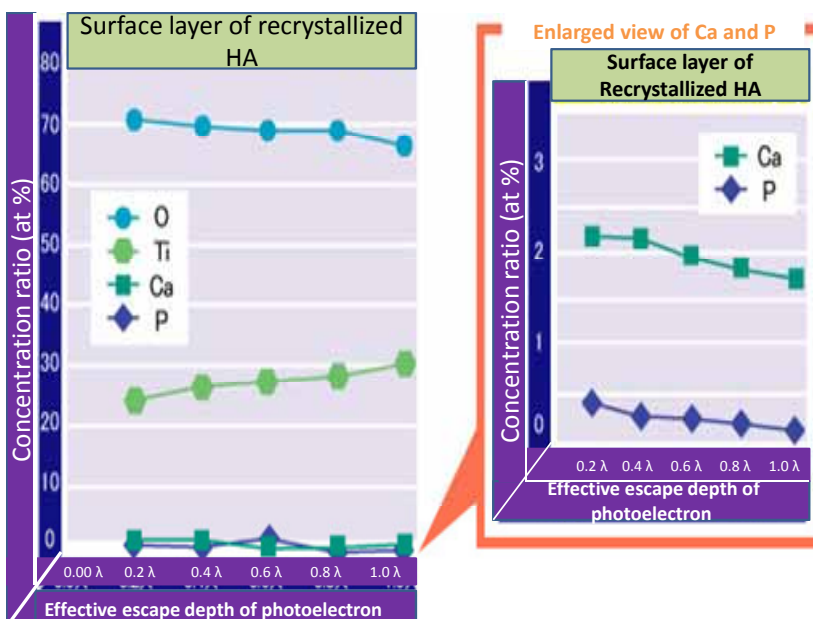 Surface layer of recrystallized
HA
Concentration ratio (at %)
80
70
60
50
40
30
20
10
0
O
Ti
Ca
P
0.00 λ 0.2 λ 0.4 λ 0.6 λ 0.8 λ 1.0 λ
Effective escape depth of photoelectron
Enlarged view of Ca and P
Surface layer of
Recrystallized HA
Concentration ratio (at %)
3
2
1
0
Ca
P
0.2 λ 0.4 λ 0.6 λ 0.8 λ 1.0 λ
Effective escape depth of
photoelectron